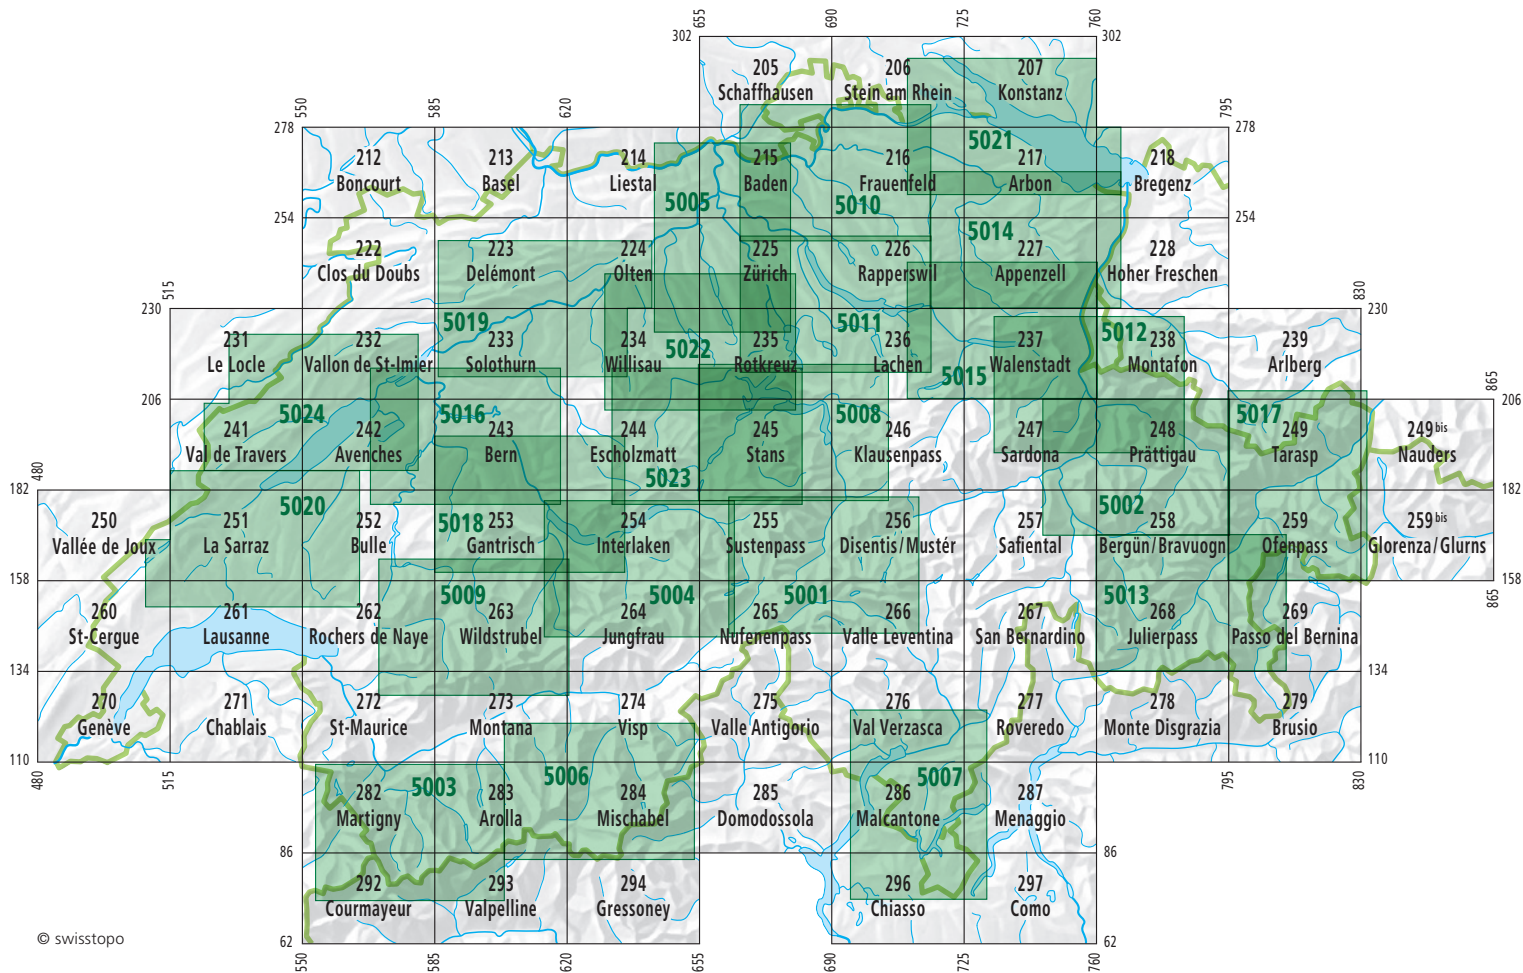 655
690
725
760
302
302
205
Schaffhausen
206
Stein am Rhein
207
Konstanz
550
585
620
795
278
278
5021
212
Boncourt
213
Basel
214
Liestal
215
Baden
216
Frauenfeld
217
Arbon
218
Bregenz
5005
5010
254
254
5014
222
Clos du Doubs
223
Delémont
224
Olten
225
Zürich
226
Rapperswil
227
Appenzell
228
Hoher Freschen
515
830
230
230
5019
5022
5011
5012
5015
231
Le Locle
232
Vallon de St-Imier
233
Solothurn
234
Willisau
235
Rotkreuz
236
Lachen
237
Walenstadt
238
Montafon
239
Arlberg
865
206
206
5024
5016
5008
5017
241
Val de Travers
242
Avenches
243
Bern
244
Escholzmatt
245
Stans
246
Klausenpass
247
Sardona
248
Prättigau
249
Tarasp
249 bis
Nauders
480
5023
182
182
5020
5018
5002
250
Vallée de Joux
251
La Sarraz
252
Bulle
253
Gantrisch
254
Interlaken
255
Sustenpass
256
Disentis/Mustér
257
Safiental
258
Bergün/Bravuogn
259
Ofenpass
259 bis
Glorenza/Glurns
158
158
865
5009
5004
5001
5013
260
St-Cergue
261
Lausanne
262
Rochers de Naye
263
Wildstrubel
264
Jungfrau
265
Nufenenpass
266
Valle Leventina
267
San Bernardino
268
Julierpass
269
Passo del Bernina
134
134
270
Genève
271
Chablais
272
St-Maurice
273
Montana
274
Visp
275
Valle Antigorio
276
Val Verzasca
277
Roveredo
278
Monte Disgrazia
279
Brusio
110
110
480
515
795
830
5003
5006
5007
282
Martigny
283
Arolla
284
Mischabel
285
Domodossola
286
Malcantone
287
Menaggio
86
86
292
Courmayeur
293
Valpelline
294
Gressoney
296
Chiasso
297
Como
© swisstopo
62
62
550
585
620
655
690
725
760